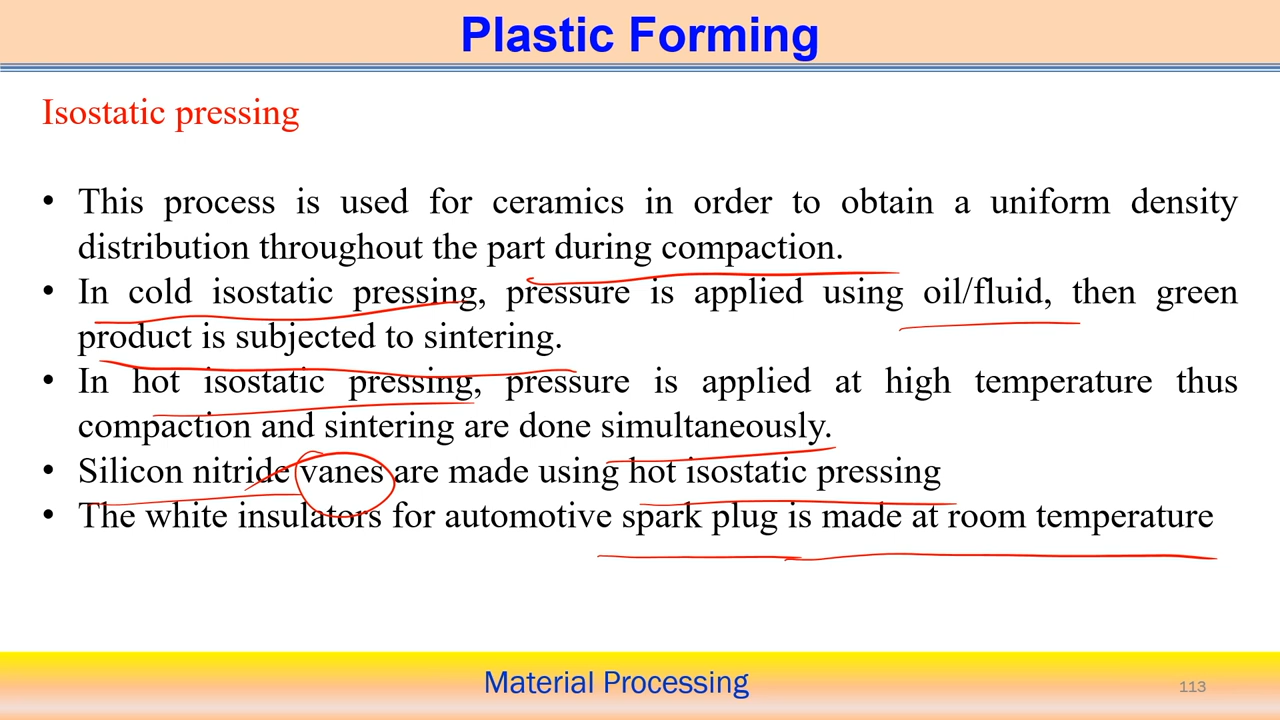 Plastic Forming
Isostatic pressing
• This process is used for ceramics in order to obtain a uniform density
distribution throughout the part during compaction.
• In cold isostatic pressing, pressure is applied using oil/fluid, then green
product is subjected to sintering.
• In hot isostatic pressing, pressure is applied at high temperature thus
compaction and sintering are done simultaneously.
• Silicon nitride vanes are made using hot isostatic pressing
• The white insulators for automotive spark plug is made at room temperature
Material Processing
113